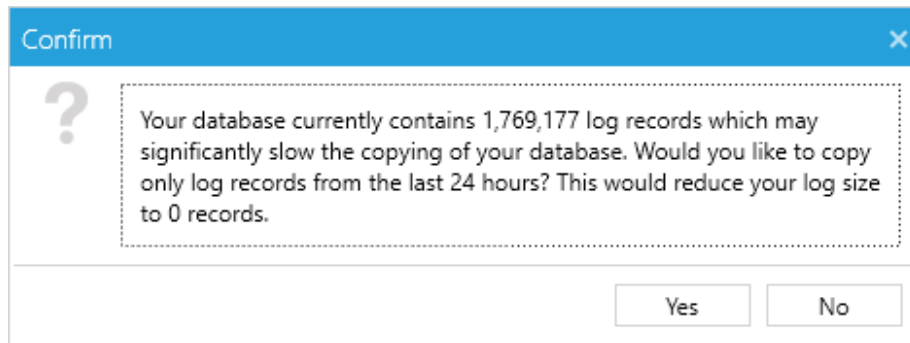 Confirm
Your database currently contains 1,769,177 log records which may
significantly slow the copying of your database. Would you like to copy
only log records from the last 24 hours? This would reduce your log size
to 0 records.
Yes No